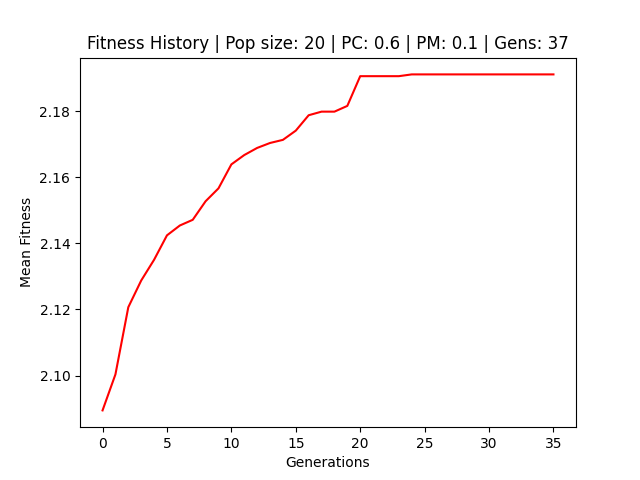 Fitness History | Pop size: 20 | PC: 0.6 | PM: 0.1 | Gens: 37
2.18
2.16
2.14
2.12
2.10
Mean Fitness
0 5 10 15 20 25 30 35
Generations